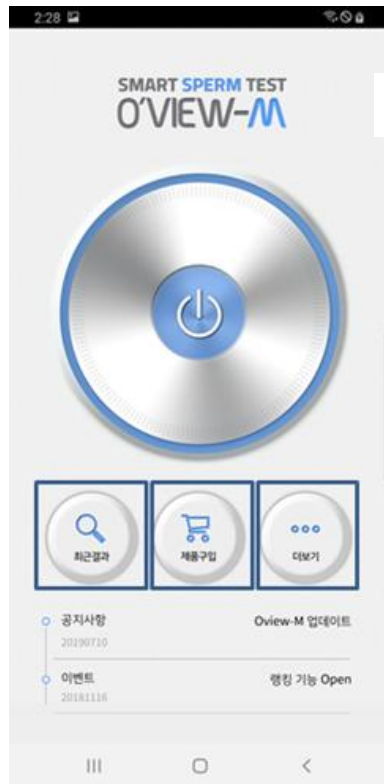 2:28
SMART SPERM TEST
O'VIEW-M
최근결과
제품구입
더보기
공지사항 Oview-M 업데이트
20190710
이벤트 랭킹 기능 Open
20181116